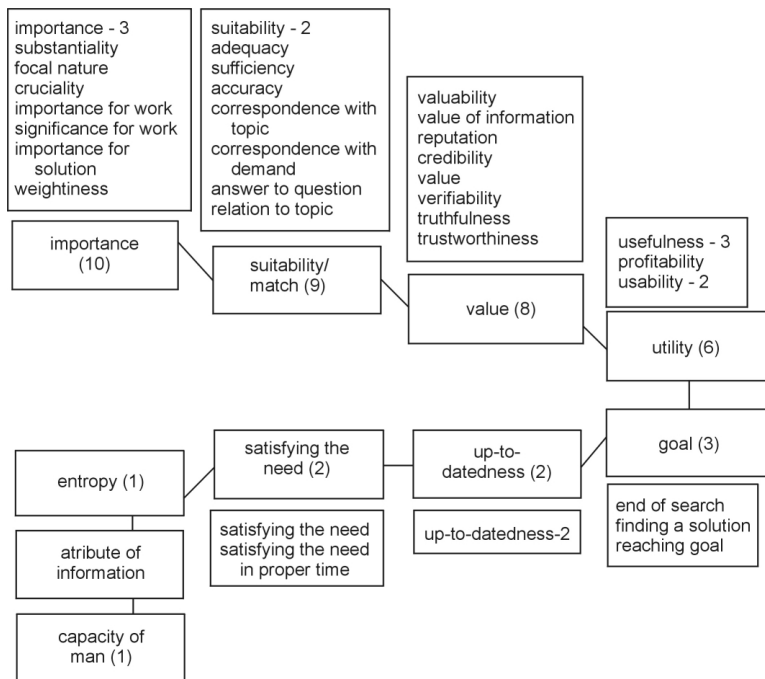 importance - 3
substantiality
focal nature
cruciality
importance for work
significance for work
importance for
solution
weightiness
suitability - 2
adequacy
sufficiency
accuracy
correspondence with
topic
correspondence with
demand
answer to question
relation to topic
valuability
value of information
reputation
credibility
value
verifiability
truthfulness
trustworthiness
usefulness - 3
profitability
usability - 2
importance
(10)
suitability/
match (9)
value (8)
utility (6)
goal (3)
up-to-
datedness (2)
satisfying the
need (2)
entropy (1)
end of search
finding a solution
reaching goal
up-to-datedness-2
satisfying the need
satisfying the need
in proper time
atribute of
information
capacity of
man (1)